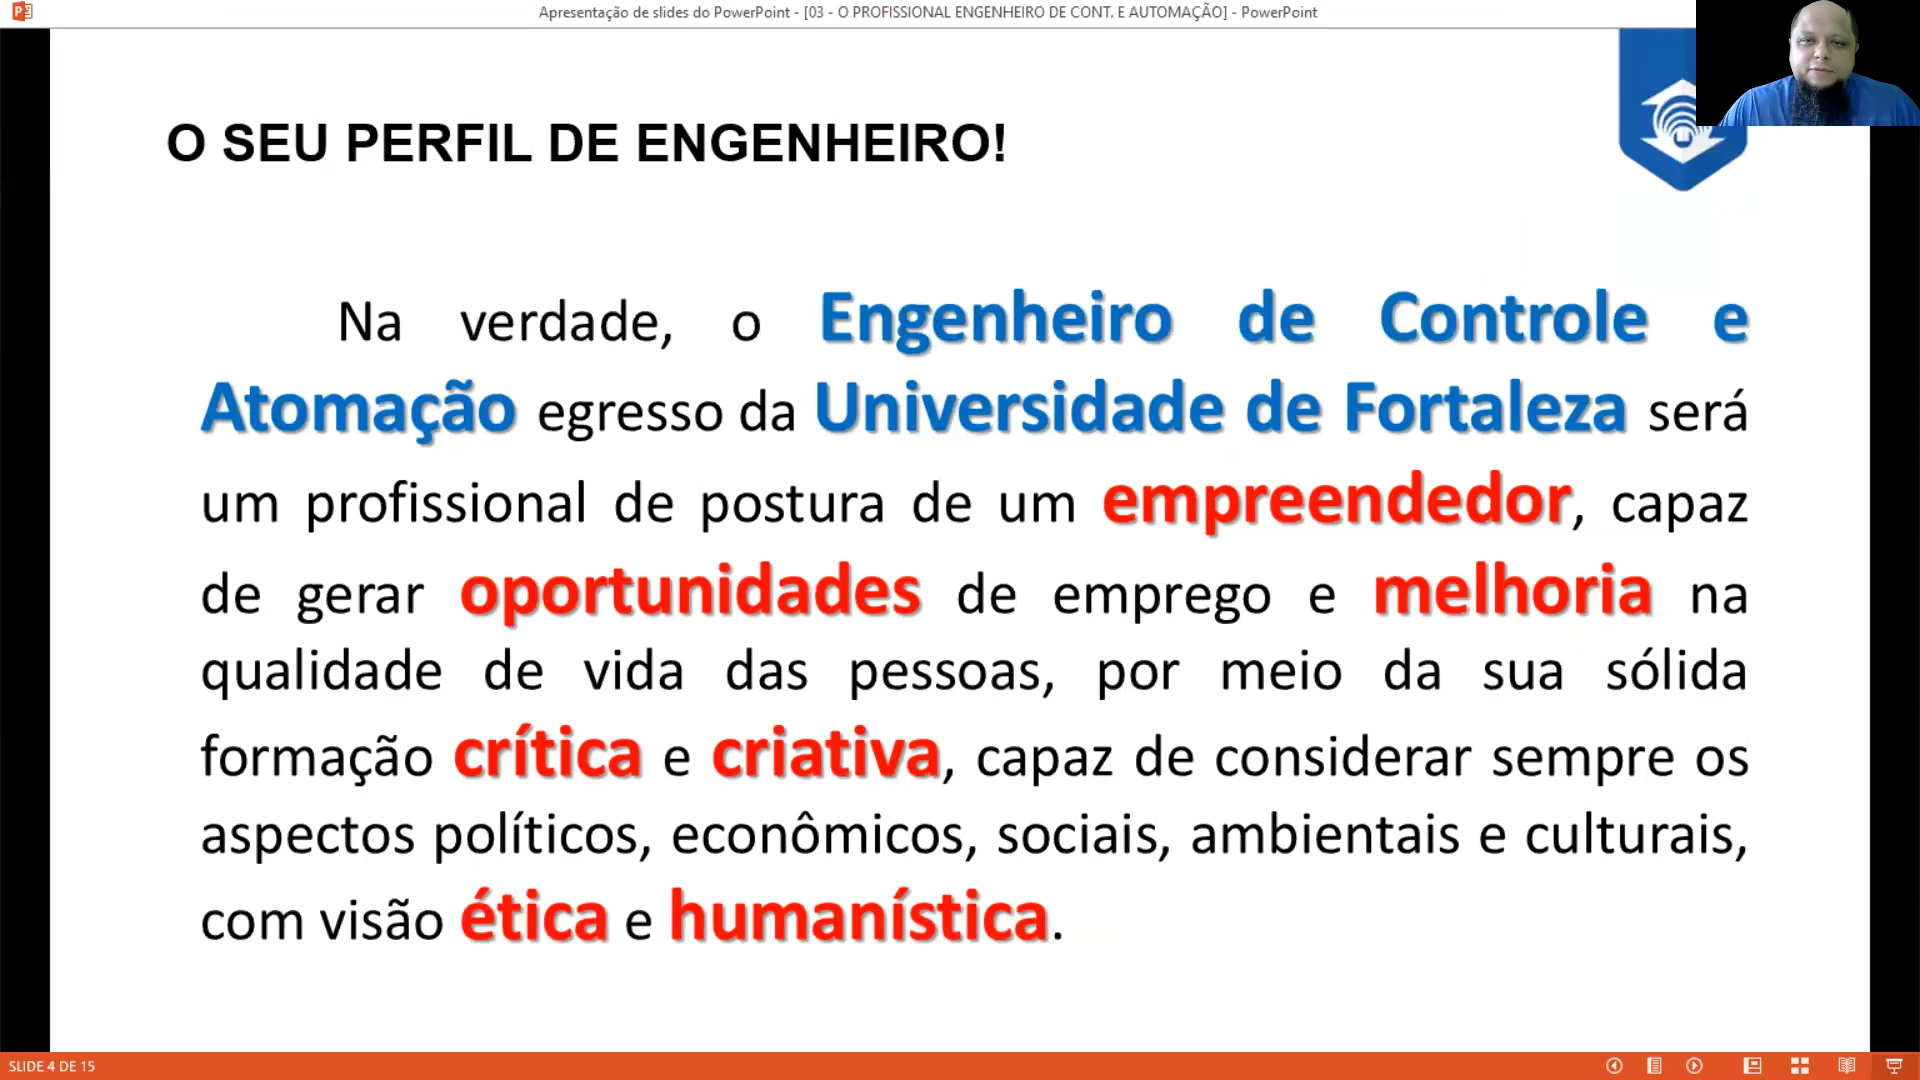 Apresentação de slides do PowerPoint - [03 - O PROFISSIONAL ENGENHEIRO DE CONT. E AUTOMAÇÃO] - PowerPoint
O SEU PERFIL DE ENGENHEIRO!
Na verdade, o Engenheiro de Controle e
Atomação egresso da Universidade de Fortaleza será
um profissional de postura de um empreendedor, capaz
de gerar oportunidades de emprego e melhoria na
qualidade de vida das pessoas, por meio da sua sólida
formação crítica e criativa, capaz de considerar sempre os
aspectos políticos, econômicos, sociais, ambientais e culturais,
com visão ética e humanística.
SLIDE 4 DE 15